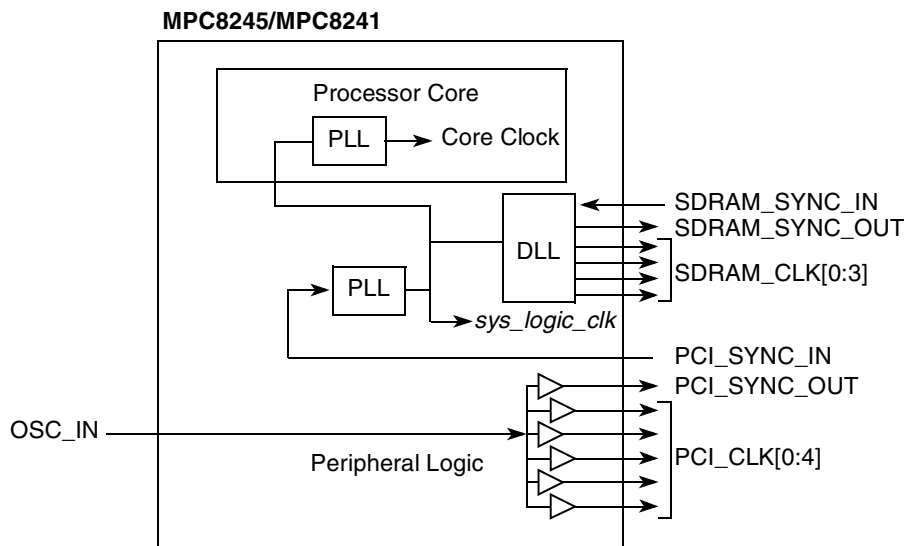 MPC8245/MPC8241
Processor Core
PLL
Core Clock
SDRAM_SYNC_IN
SDRAM_SYNC_OUT
DLL
SDRAM_CLK[0:3]
PLL
sys_logic_clk
PCI_SYNC_IN
PCI_SYNC_OUT
OSC_IN
Peripheral Logic
PCI_CLK[0:4]